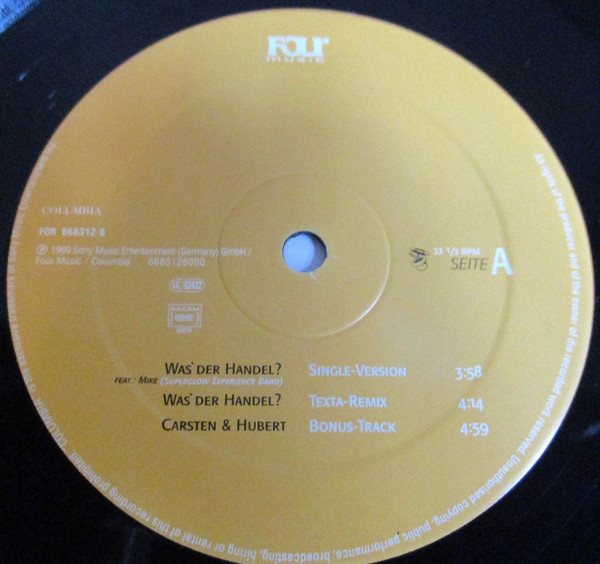 Four
music
COLUMBIA
FOR 668312 6
℗ 1999 Sony Music Entertainment (Germany) GmbH /
Four Music / Columbia 6683126000
LC 02422
33 1/3 RPM
SEITE A
WAS`DER HANDEL? SINGLE-VERSION 3:58
FEAT.: MIKE (SUPERGLOW EXPERIENCE BAND)
WAS`DER HANDEL? TEXTA-REMIX 4:14
CARSTEN & HUBERT BONUS-TRACK 4:59
All rights of the producer and of the owner of the recorded work reserved. Unauthorised copying, public performance, broadcasting, hiring or rental of this recording prohibited. COLUMBIA